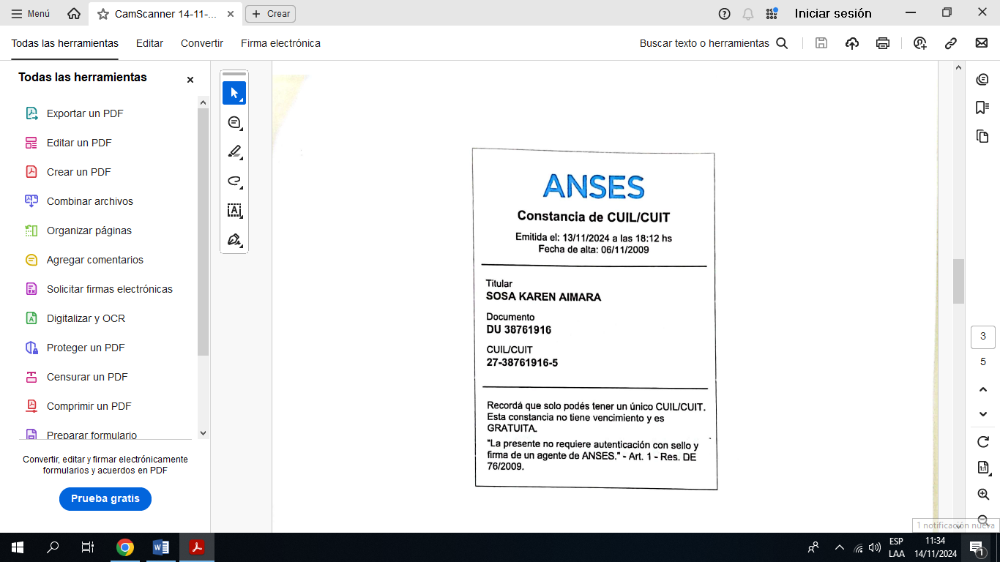 Menú
CamScanner 14-11-...
Crear
Iniciar sesión
Todas las herramientas
Editar
Convertir
Firma electrónica
Buscar texto o herramientas
Todas las herramientas
Exportar un PDF
Editar un PDF
Crear un PDF
Combinar archivos
Organizar páginas
Agregar comentarios
Solicitar firmas electrónicas
Digitalizar y OCR
Proteger un PDF
Censurar un PDF
Comprimir un PDF
Preparar formulario
Convertir, editar y firmar electrónicamente
formularios y acuerdos en PDF
Prueba gratis
ANSES
Constancia de CUIL/CUIT
Emitida el: 13/11/2024 a las 18:12 hs
Fecha de alta: 06/11/2009
Titular
SOSA KAREN AIMARA
Documento
DU 38761916
CUIL/CUIT
27-38761916-5
Recordá que solo podés tener un único CUIL/CUIT.
Esta constancia no tiene vencimiento y es
GRATUITA.
"La presente no requiere autenticación con sello y
firma de un agente de ANSES." - Art. 1 - Res. DE
76/2009.
3
5
1:1
1 notificación nueva
ESP
LAA
11:34
14/11/2024
1